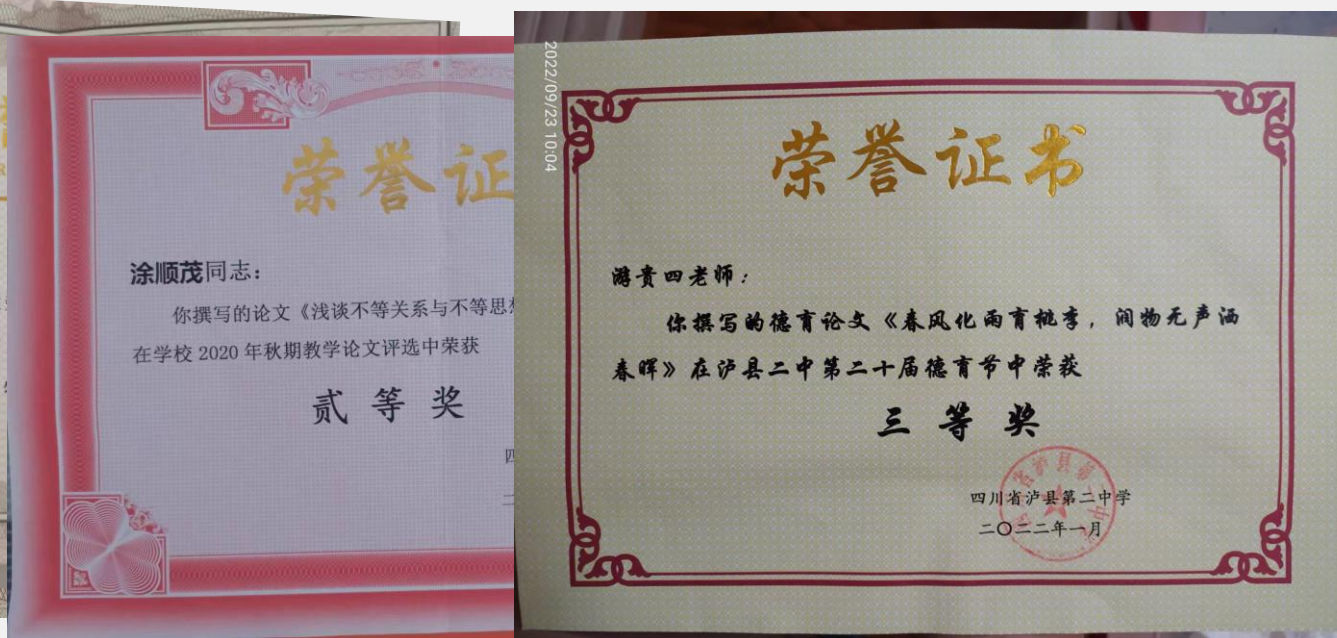 荣誉证
涂顺茂同志：
你撰写的论文《浅谈不等关系与不等思
在学校 2020 年秋期教学论文评选中荣获
贰等奖
四
二
2022/09/23 10:04
荣誉证书
游贵四老师：
你撰写的德育论文《春风化雨育桃李，润物无声洒
春晖》在泸县二中第二十届德育节中荣获
三等奖
四川省泸县第二中学
二〇二二年一月